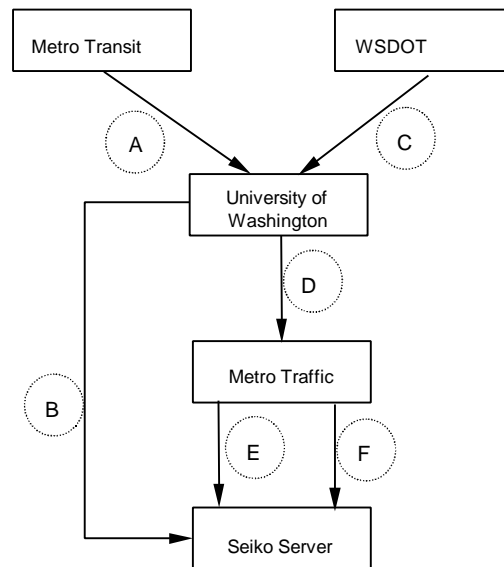 Metro Transit
WSDOT
A
C
University of
Washington
D
Metro Traffic
B
E
F
Seiko Server